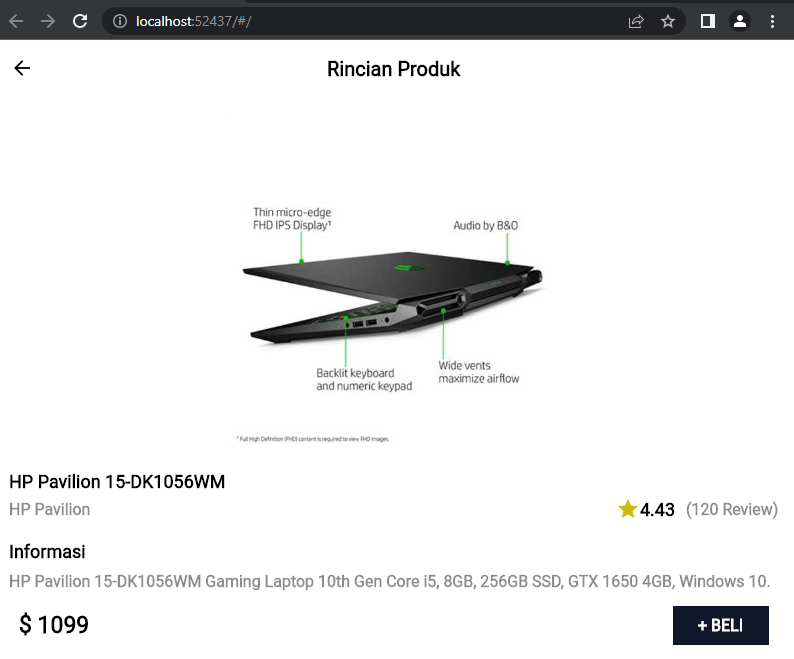 localhost:52437/#/
Rincian Produk
Thin micro-edge
FHD IPS Display¹
Audio by B&O
Backlit keyboard
and numeric keypad
Wide vents
maximize airflow
¹ Full High Definition (FHD) content is required to view FHD images.
HP Pavilion 15-DK1056WM
HP Pavilion
4.43 (120 Review)
Informasi
HP Pavilion 15-DK1056WM Gaming Laptop 10th Gen Core i5, 8GB, 256GB SSD, GTX 1650 4GB, Windows 10.
$ 1099
+ BELI